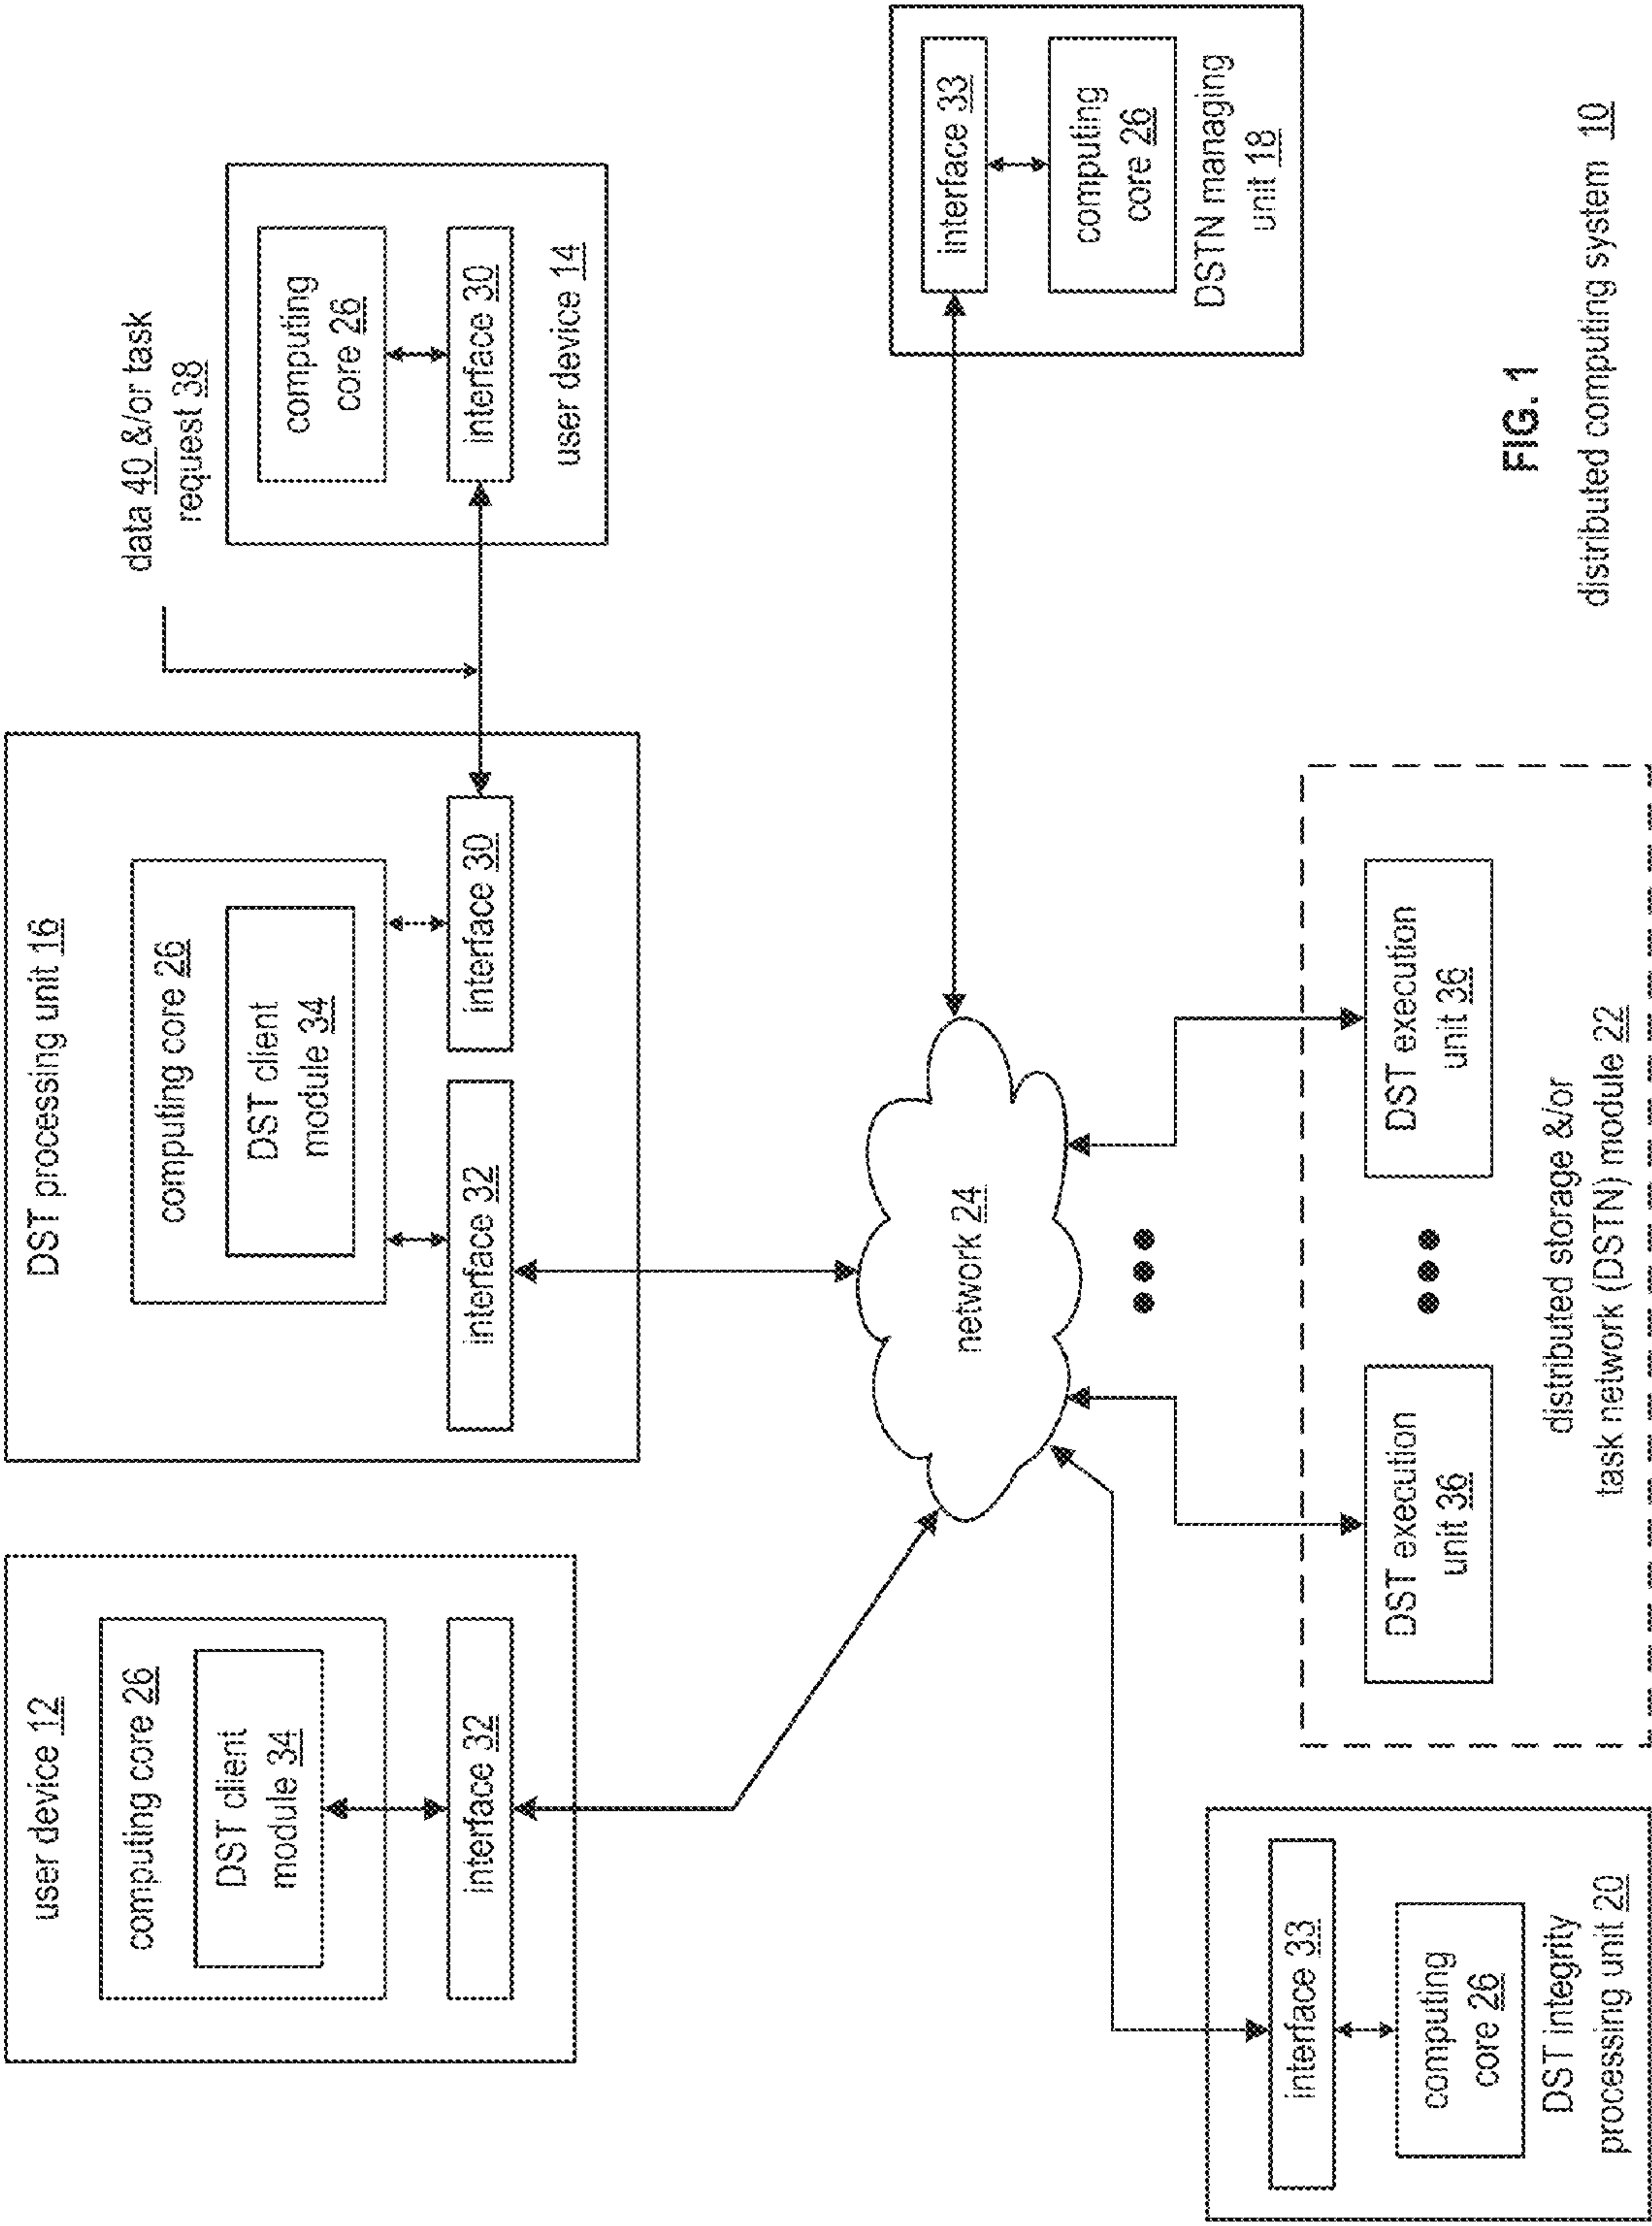 user device 12
computing core 26
DST client
module 34
interface 32
DST processing unit 16
computing core 26
DST client
module 34
interface 32
interface 30
data 40 &/or task
request 38
computing
core 26
interface 30
user device 14
network 24
interface 33
computing
core 26
DSTN managing
unit 18
interface 33
computing
core 26
DST integrity
processing unit 20
DST execution
unit 36
DST execution
unit 36
distributed storage &/or
task network (DSTN) module 22
FIG. 1
distributed computing system 10